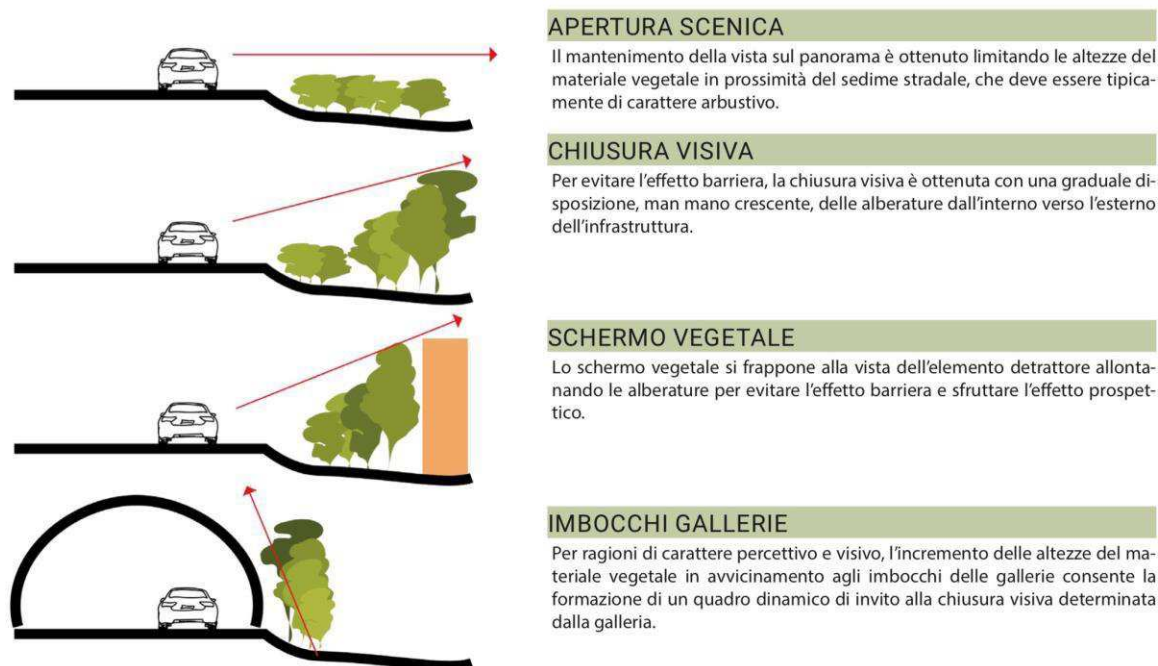 APERTURA SCENICA
Il mantenimento della vista sul panorama è ottenuto limitando le altezze del
materiale vegetale in prossimità del sedime stradale, che deve essere tipica-
mente di carattere arbustivo.
CHIUSURA VISIVA
Per evitare l'effetto barriera, la chiusura visiva è ottenuta con una graduale di-
sposizione, man mano crescente, delle alberature dall'interno verso l'esterno
dell'infrastruttura.
SCHERMO VEGETALE
Lo schermo vegetale si frappone alla vista dell'elemento detrattore allonta-
nando le alberature per evitare l'effetto barriera e sfruttare l'effetto prospet-
tico.
IMBOCCHI GALLERIE
Per ragioni di carattere percettivo e visivo, l'incremento delle altezze del ma-
teriale vegetale in avvicinamento agli imbocchi delle gallerie consente la
formazione di un quadro dinamico di invito alla chiusura visiva determinata
dalla galleria.